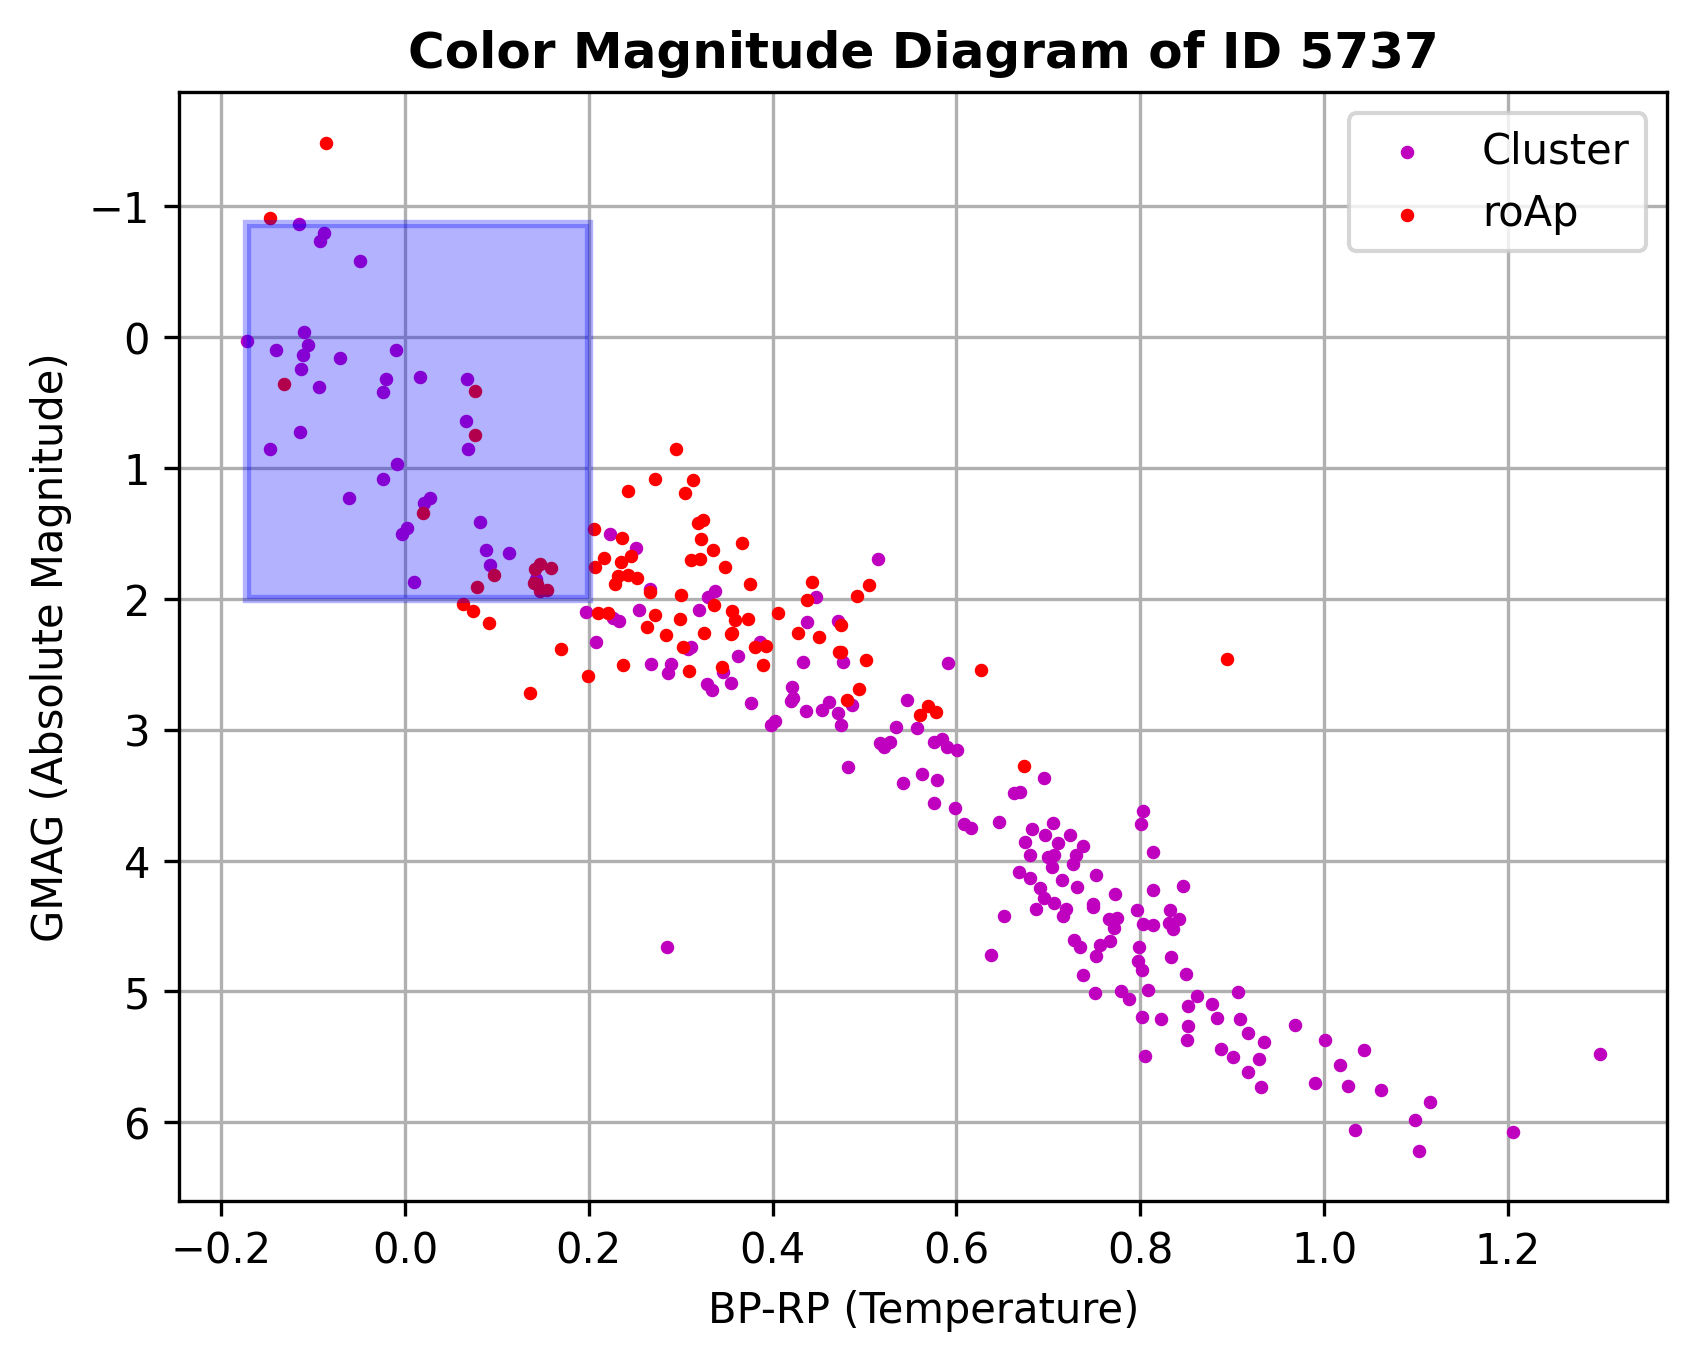 Color Magnitude Diagram of ID 5737
Cluster
roAp
−1
0
1
2
3
4
5
6
GMAG (Absolute Magnitude)
−0.2 0.0 0.2 0.4 0.6 0.8 1.0 1.2
BP-RP (Temperature)